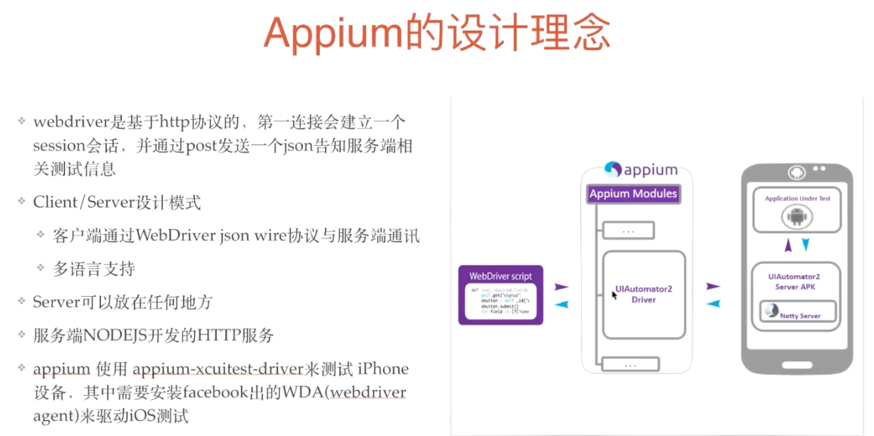 Appium的设计理念
webdriver是基于http协议的，第一连接会建立一个
session会话，并通过post发送一个json告知服务端相
关测试信息
Client/Server设计模式
客户端通过WebDriver json wire协议与服务端通讯
多语言支持
Server可以放在任何地方
服务端NODEJS开发的HTTP服务
appium 使用 appium-xcuitest-driver来测试 iPhone
设备，其中需要安装facebook出的WDA(webdriver
agent)来驱动iOS测试
appium
Appium Modules
...
UIAutomator2
Driver
...
WebDriver script
Application Under Test
UIAutomator2
Server APK
Netty Server